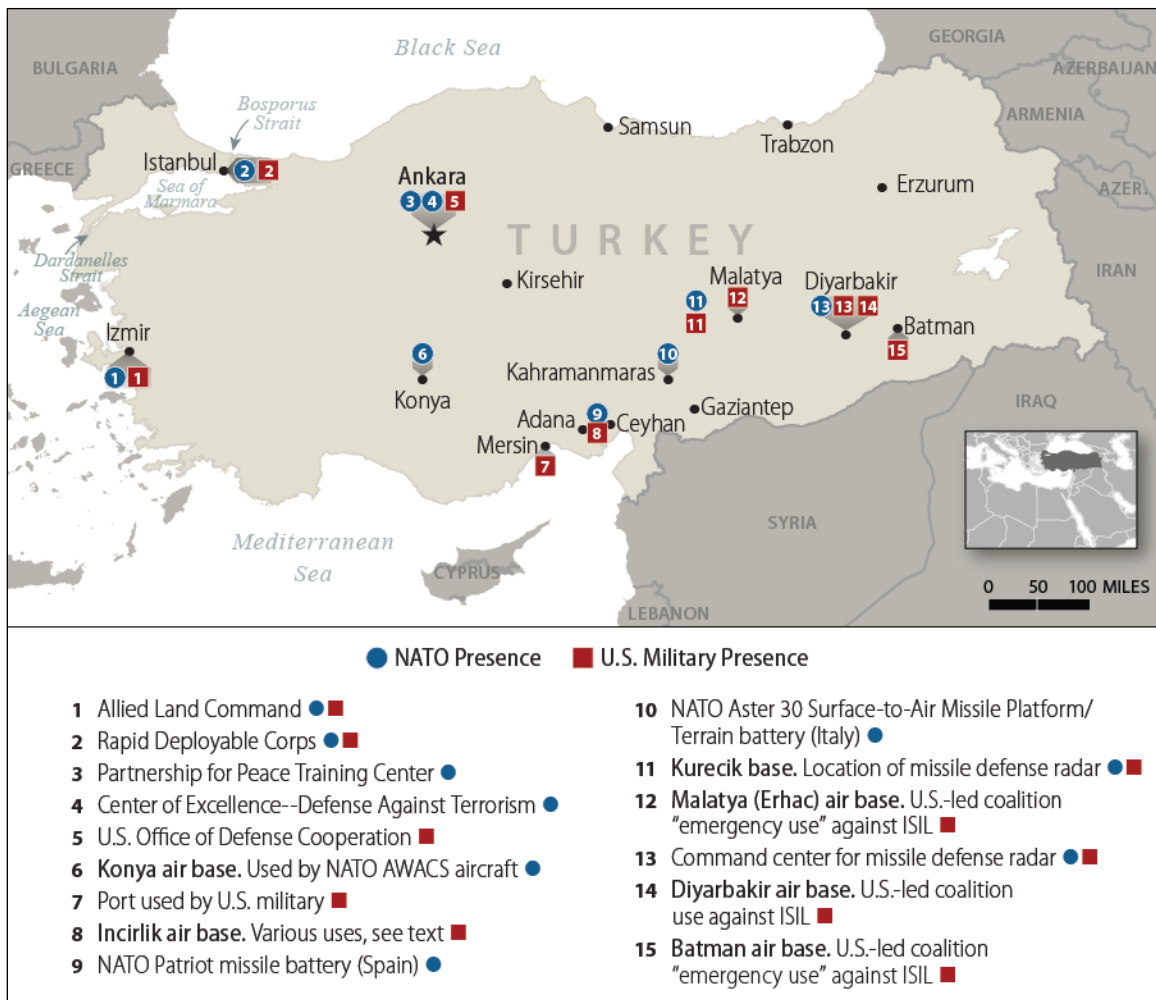 Black Sea
GEORGIA
BULGARIA
AZERBAIJAN
Bosporus
Strait
ARMENIA
Samsun
Trabzon
GREECE
Istanbul
2 2
Sea of
Marmara
Ankara
3 4 5
Erzurum
AZER.
TURKEY
Dardanelles
Strait
IRAN
Kirsehir
Malatya
12
Diyarbakir
13 13 14
11
11
Aegean
Sea
Izmir
1 1
Batman
15
6
Konya
10
Kahramanmaras
Gaziantep
IRAQ
Adana
9
8
Ceyhan
Mersin
7
SYRIA
Mediterranean
Sea
CYPRUS
LEBANON
0 50 100 MILES
NATO Presence U.S. Military Presence
1 Allied Land Command
2 Rapid Deployable Corps
3 Partnership for Peace Training Center
4 Center of Excellence--Defense Against Terrorism
5 U.S. Office of Defense Cooperation
6 Konya air base. Used by NATO AWACS aircraft
7 Port used by U.S. military
8 Incirlik air base. Various uses, see text
9 NATO Patriot missile battery (Spain)
10 NATO Aster 30 Surface-to-Air Missile Platform/
Terrain battery (Italy)
11 Kurecik base. Location of missile defense radar
12 Malatya (Erhac) air base. U.S.-led coalition
"emergency use" against ISIL
13 Command center for missile defense radar
14 Diyarbakir air base. U.S.-led coalition
use against ISIL
15 Batman air base. U.S.-led coalition
"emergency use" against ISIL